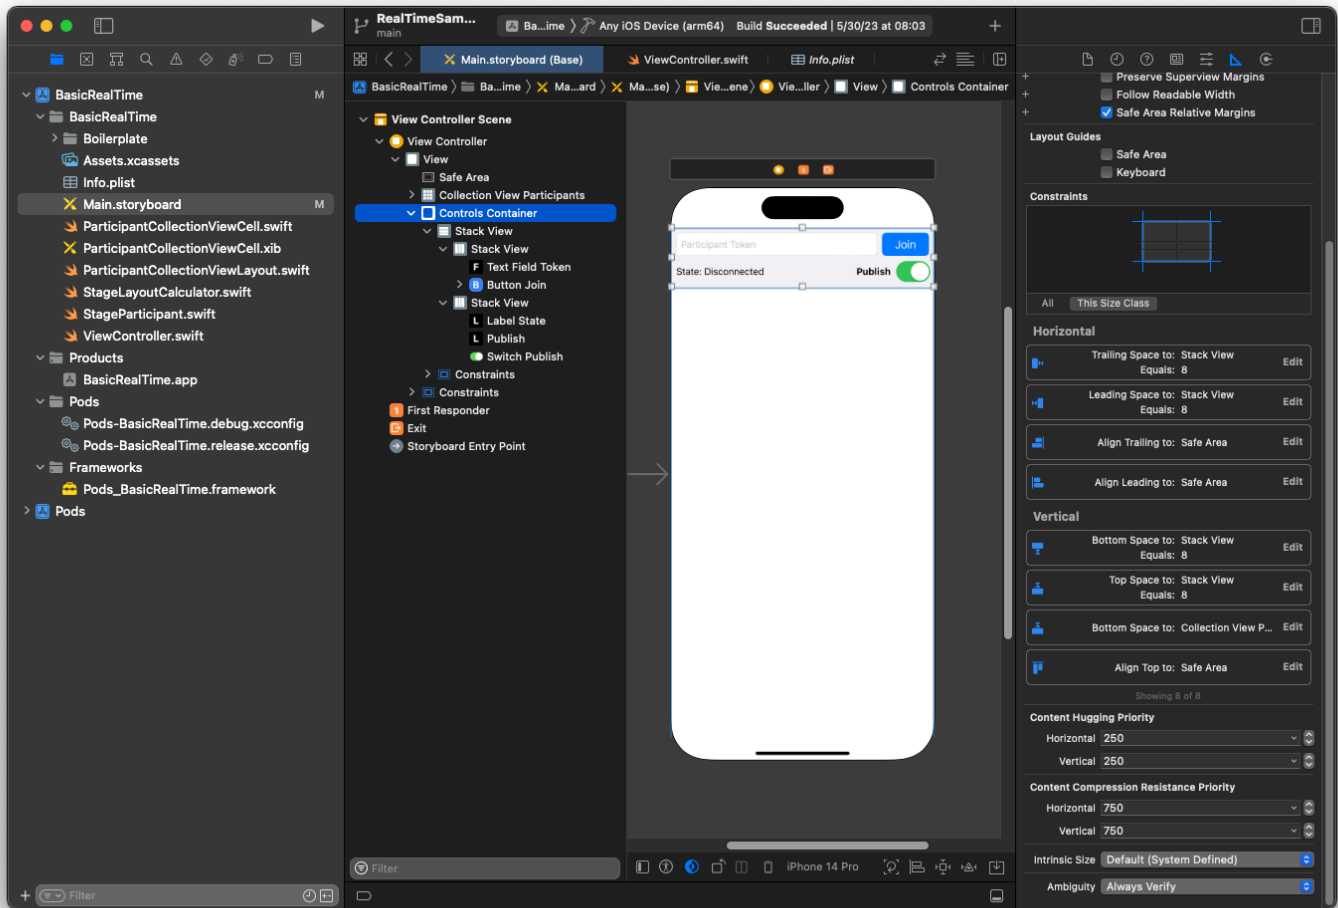 RealTimeSam...
main
Ba...ime
Any iOS Device (arm64)
Build Succeeded | 5/30/23 at 08:03
Main.storyboard (Base)
ViewController.swift
Info.plist
BasicRealTime
Ba...ime
Ma...ard
Ma...se)
Vie...ene
Vie...ller
View
Controls Container
BasicRealTime
M
BasicRealTime
Boilerplate
Assets.xcassets
Info.plist
Main.storyboard
M
ParticipantCollectionViewCell.swift
ParticipantCollectionViewCell.xib
ParticipantCollectionViewLayout.swift
StageLayoutCalculator.swift
StageParticipant.swift
ViewController.swift
Products
BasicRealTime.app
Pods
Pods-BasicRealTime.debug.xcconfig
Pods-BasicRealTime.release.xcconfig
Frameworks
Pods_BasicRealTime.framework
Pods
Filter
View Controller Scene
View Controller
View
Safe Area
Collection View Participants
Controls Container
Stack View
Stack View
F Text Field Token
B Button Join
Stack View
L Label State
L Publish
Switch Publish
Constraints
Constraints
1 First Responder
Exit
Storyboard Entry Point
Filter
Participant Token
Join
State: Disconnected
Publish
iPhone 14 Pro
Preserve Superview Margins
Follow Readable Width
Safe Area Relative Margins
Layout Guides
Safe Area
Keyboard
Constraints
All
This Size Class
Horizontal
Trailing Space to: Stack View
Equals: 8
Edit
Leading Space to: Stack View
Equals: 8
Edit
Align Trailing to: Safe Area
Edit
Align Leading to: Safe Area
Edit
Vertical
Bottom Space to: Stack View
Equals: 8
Edit
Top Space to: Stack View
Equals: 8
Edit
Bottom Space to: Collection View P...
Edit
Align Top to: Safe Area
Edit
Showing 8 of 8
Content Hugging Priority
Horizontal 250
Vertical 250
Content Compression Resistance Priority
Horizontal 750
Vertical 750
Intrinsic Size Default (System Defined)
Ambiguity Always Verify